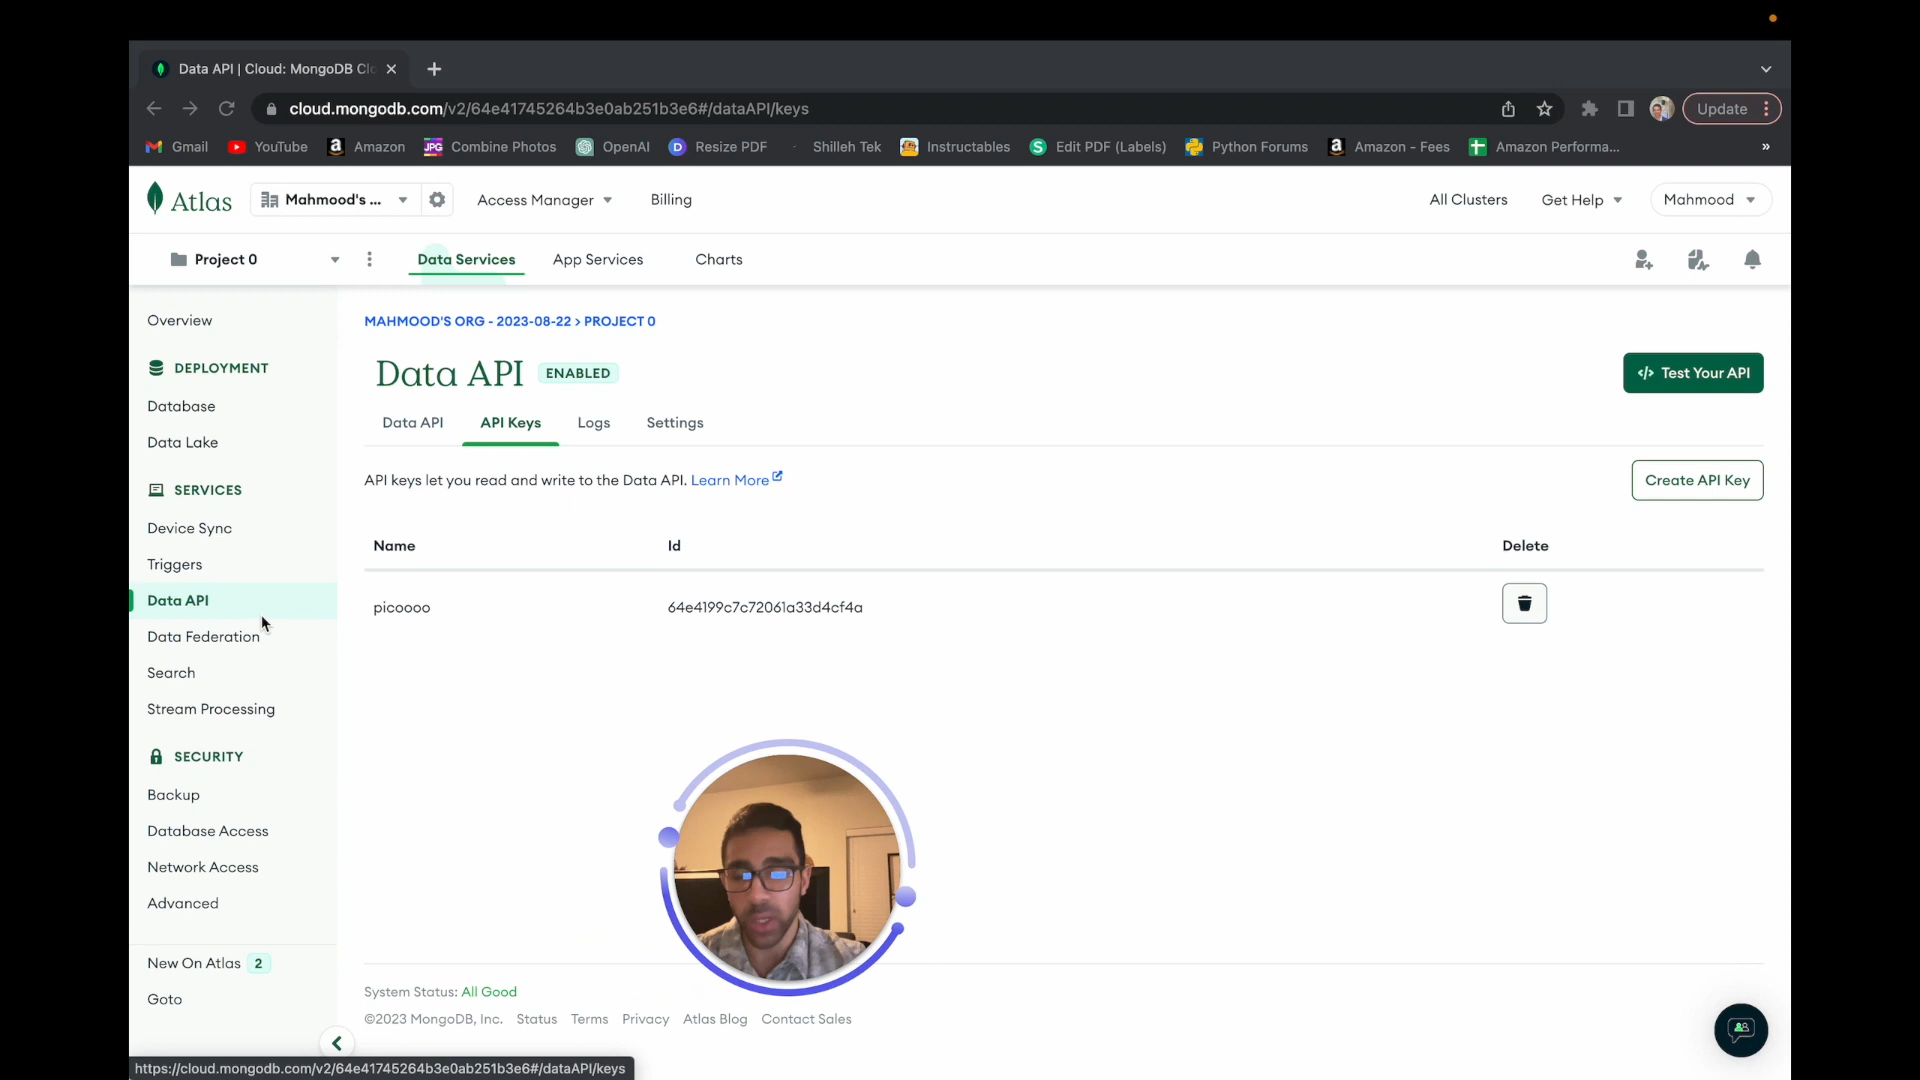 Data API | Cloud: MongoDB Clo
cloud.mongodb.com/v2/64e41745264b3e0ab251b3e6#/dataAPI/keys
Update
Gmail YouTube Amazon Combine Photos OpenAI Resize PDF Shilleh Tek Instructables Edit PDF (Labels) Python Forums Amazon - Fees Amazon Performa... »
Atlas Mahmood's ... Access Manager Billing All Clusters Get Help Mahmood
Project 0 Data Services App Services Charts
Overview
DEPLOYMENT
Database
Data Lake
SERVICES
Device Sync
Triggers
Data API
Data Federation
Search
Stream Processing
SECURITY
Backup
Database Access
Network Access
Advanced
New On Atlas 2
Goto
MAHMOOD'S ORG - 2023-08-22 > PROJECT 0
Data API ENABLED
</> Test Your API
Data API API Keys Logs Settings
API keys let you read and write to the Data API. Learn More
Create API Key
Name Id Delete
picoooo 64e4199c7c72061a33d4cf4a
System Status: All Good
©2023 MongoDB, Inc. Status Terms Privacy Atlas Blog Contact Sales
https://cloud.mongodb.com/v2/64e41745264b3e0ab251b3e6#/dataAPI/keys